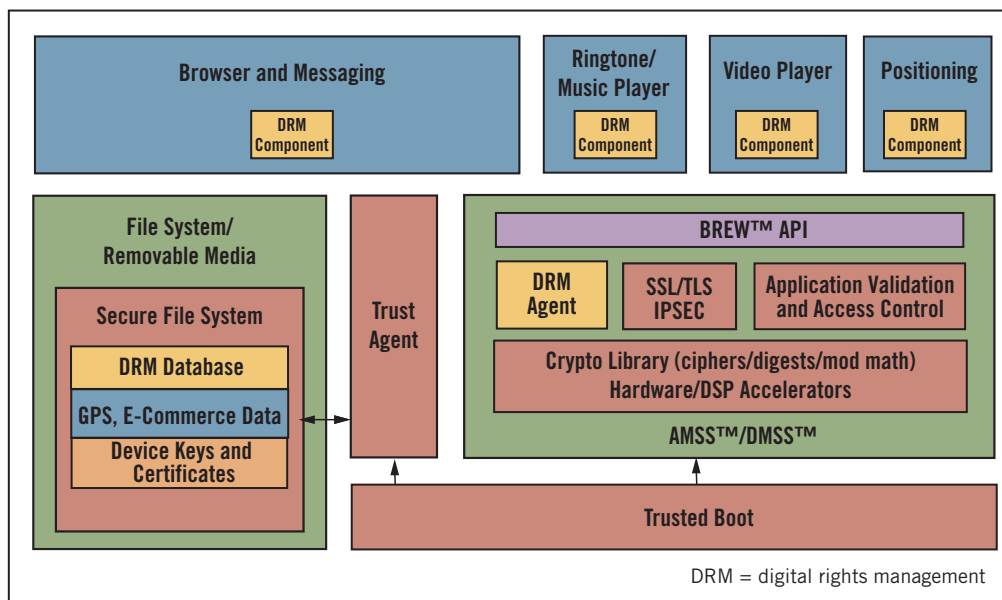 Browser and Messaging
DRM
Component
Ringtone/
Music Player
DRM
Component
Video Player
DRM
Component
Positioning
DRM
Component
File System/
Removable Media
Secure File System
DRM Database
GPS, E-Commerce Data
Device Keys and
Certificates
Trust
Agent
BREW™ API
DRM
Agent
SSL/TLS
IPSEC
Application Validation
and Access Control
Crypto Library (ciphers/digests/mod math)
Hardware/DSP Accelerators
AMSS™/DMSS™
Trusted Boot
DRM = digital rights management